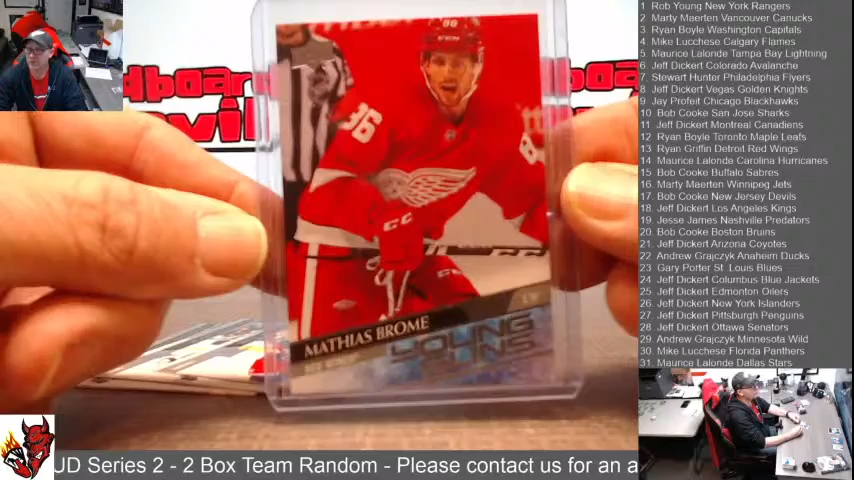 1 Rob Young New York Rangers
2 Marty Maerten Vancouver Canucks
3 Ryan Boyle Washington Capitals
4 Mike Lucchese Calgary Flames
5 Maurice Lalonde Tampa Bay Lightning
6 Jeff Dickert Colorado Avalanche
7 Stewart Hunter Philadelphia Flyers
8 Jeff Dickert Vegas Golden Knights
9 Jay Profeit Chicago Blackhawks
10 Bob Cooke San Jose Sharks
11 Jeff Dickert Montreal Canadiens
12 Ryan Boyle Toronto Maple Leafs
13 Ryan Griffin Detroit Red Wings
14 Maurice Lalonde Carolina Hurricanes
15 Bob Cooke Buffalo Sabres
16 Marty Maerten Winnipeg Jets
17 Bob Cooke New Jersey Devils
18 Jeff Dickert Los Angeles Kings
19 Jesse James Nashville Predators
20 Bob Cooke Boston Bruins
21 Jeff Dickert Arizona Coyotes
22 Andrew Grajczyk Anaheim Ducks
23 Gary Porter St. Louis Blues
24 Jeff Dickert Columbus Blue Jackets
25 Jeff Dickert Edmonton Oilers
26 Jeff Dickert New York Islanders
27 Jeff Dickert Pittsburgh Penguins
28 Jeff Dickert Ottawa Senators
29 Andrew Grajczyk Minnesota Wild
30 Mike Lucchese Florida Panthers
31 Maurice Lalonde Dallas Stars
86
CCM
86
CC
MATHIAS BROME
LW
YOUNG
GUNS
UD Series 2 - 2 Box Team Random - Please contact us for an a